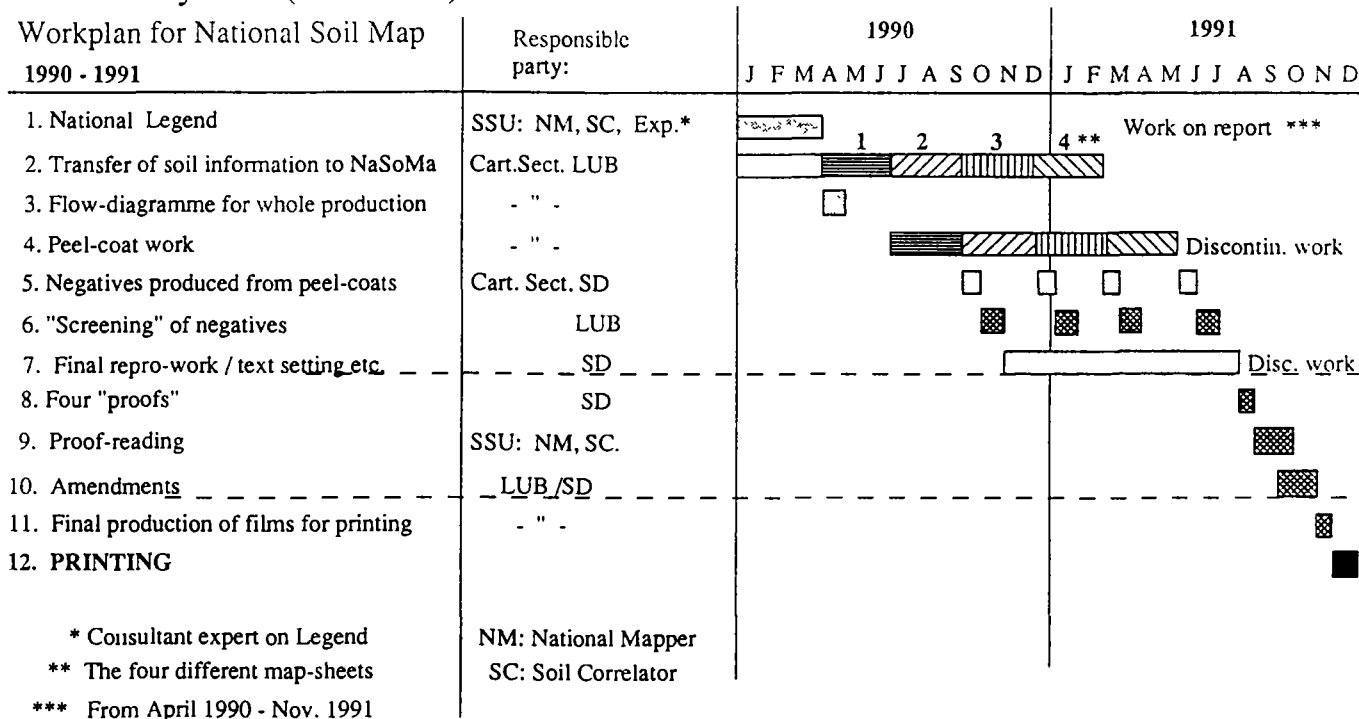 Workplan for National Soil Map Responsible 1990 1991
1990 - 1991 party: J F M A M J J A S O N D J F M A M J J A S O N D
1. National Legend SSU: NM, SC, Exp.* Work on report ***
1 2 3 4 **
2. Transfer of soil information to NaSoMa Cart.Sect. LUB
3. Flow-diagramme for whole production - " -
4. Peel-coat work - " - Discontin. work
5. Negatives produced from peel-coats Cart. Sect. SD
6. "Screening" of negatives LUB
7. Final repro-work / text setting etc. SD Disc. work
8. Four "proofs" SD
9. Proof-reading SSU: NM, SC.
10. Amendments LUB /SD
11. Final production of films for printing - " -
12. PRINTING
* Consultant expert on Legend NM: National Mapper
** The four different map-sheets SC: Soil Correlator
*** From April 1990 - Nov. 1991